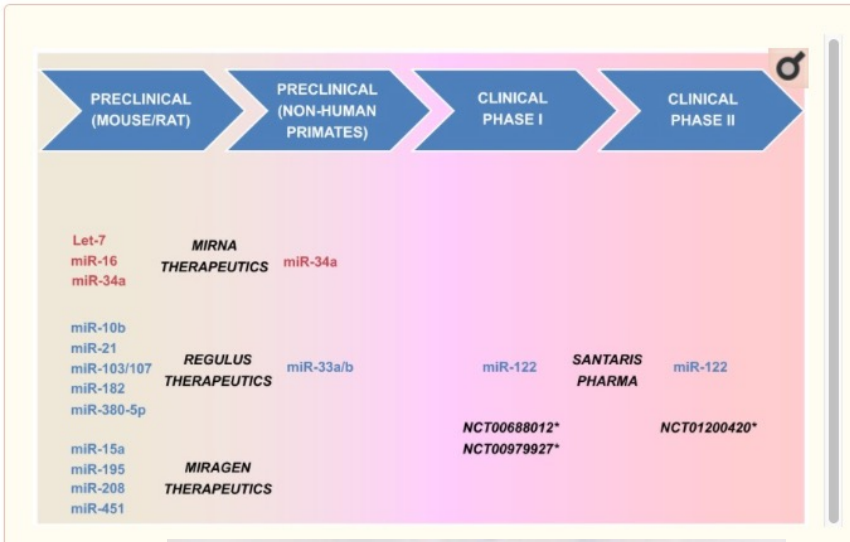 PRECLINICAL
(MOUSE/RAT)
PRECLINICAL
(NON-HUMAN
PRIMATES)
CLINICAL
PHASE I
CLINICAL
PHASE II
Let-7
miR-16
miR-34a
MIRNA
THERAPEUTICS
miR-34a
miR-10b
miR-21
miR-103/107
miR-182
miR-380-5p
REGULUS
THERAPEUTICS
miR-33a/b
miR-122
SANTARIS
PHARMA
miR-122
NCT00688012*
NCT00979927*
NCT01200420*
miR-15a
miR-195
miR-208
miR-451
MIRAGEN
THERAPEUTICS